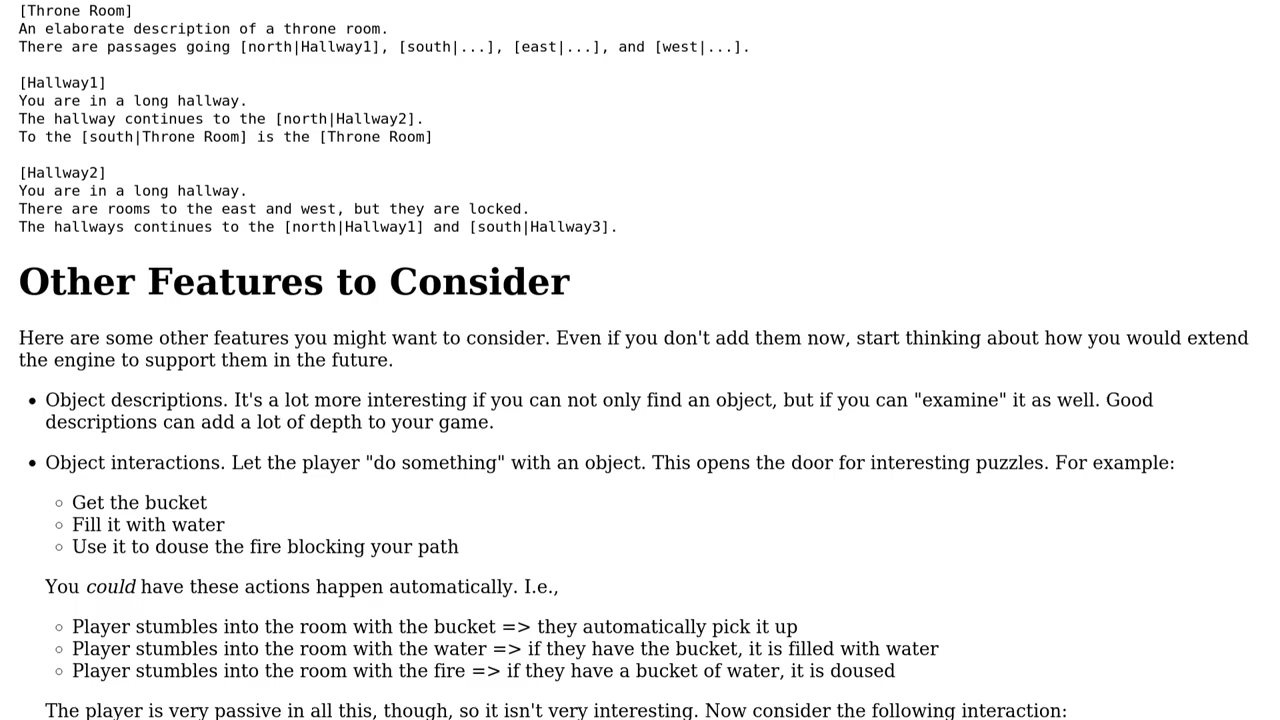 [Throne Room]
An elaborate description of a throne room.
There are passages going [north|Hallway1], [south|...], [east|...], and [west|...].
[Hallway1]
You are in a long hallway.
The hallway continues to the [north|Hallway2].
To the [south|Throne Room] is the [Throne Room]
[Hallway2]
You are in a long hallway.
There are rooms to the east and west, but they are locked.
The hallways continues to the [north|Hallway1] and [south|Hallway3].
Other Features to Consider
Here are some other features you might want to consider. Even if you don't add them now, start thinking about how you would extend
the engine to support them in the future.
• Object descriptions. It's a lot more interesting if you can not only find an object, but if you can "examine" it as well. Good
descriptions can add a lot of depth to your game.
• Object interactions. Let the player "do something" with an object. This opens the door for interesting puzzles. For example:
◦ Get the bucket
◦ Fill it with water
◦ Use it to douse the fire blocking your path
You could have these actions happen automatically. I.e.,
◦ Player stumbles into the room with the bucket => they automatically pick it up
◦ Player stumbles into the room with the water => if they have the bucket, it is filled with water
◦ Player stumbles into the room with the fire => if they have a bucket of water, it is doused
The player is very passive in all this, though, so it isn't very interesting. Now consider the following interaction: